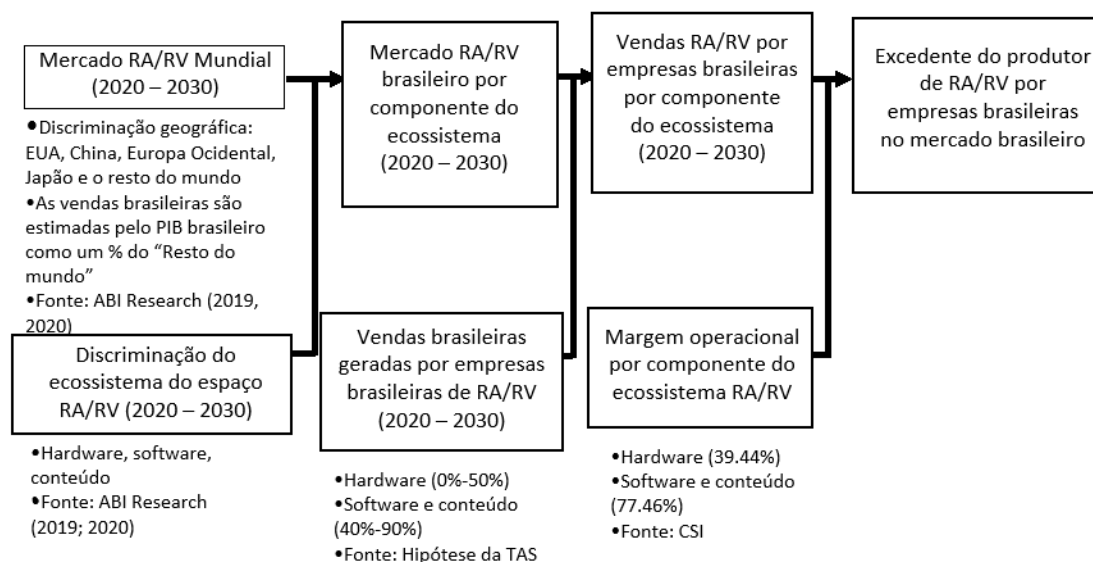 Mercado RA/RV Mundial
(2020 – 2030)
•Discriminação geográfica:
EUA, China, Europa Ocidental,
Japão e o resto do mundo
•As vendas brasileiras são
estimadas pelo PIB brasileiro
como um % do “Resto do
mundo”
•Fonte: ABI Research (2019,
2020)
Mercado RA/RV
brasileiro por
componente do
ecossistema
(2020 – 2030)
Vendas RA/RV por
empresas brasileiras
por componente
do ecossistema
(2020 – 2030)
Excedente do produtor
de RA/RV por
empresas brasileiras
no mercado brasileiro
Discriminação do
ecossistema do espaço
RA/RV (2020 – 2030)
•Hardware, software,
conteúdo
•Fonte: ABI Research
(2019; 2020)
Vendas brasileiras
geradas por empresas
brasileiras de RA/RV
(2020 – 2030)
•Hardware (0%-50%)
•Software e conteúdo
(40%-90%)
•Fonte: Hipótese da TAS
Margem operacional
por componente do
ecossistema RA/RV
•Hardware (39.44%)
•Software e conteúdo
(77.46%)
•Fonte: CSI